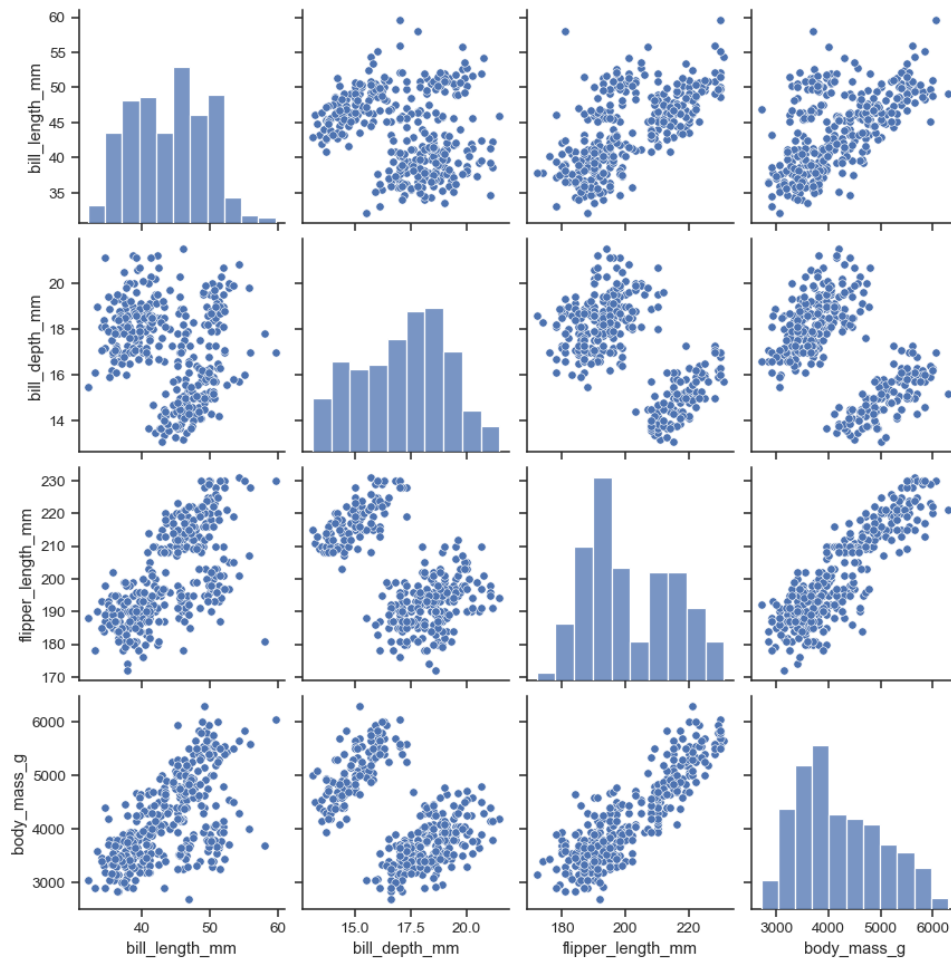 60
55
50
45
40
35
bill_length_mm
20
18
16
14
bill_depth_mm
230
220
210
200
190
180
170
flipper_length_mm
6000
5000
4000
3000
body_mass_g
40 50 60
15.0 17.5 20.0
180 200 220
3000 4000 5000 6000
bill_length_mm bill_depth_mm flipper_length_mm body_mass_g